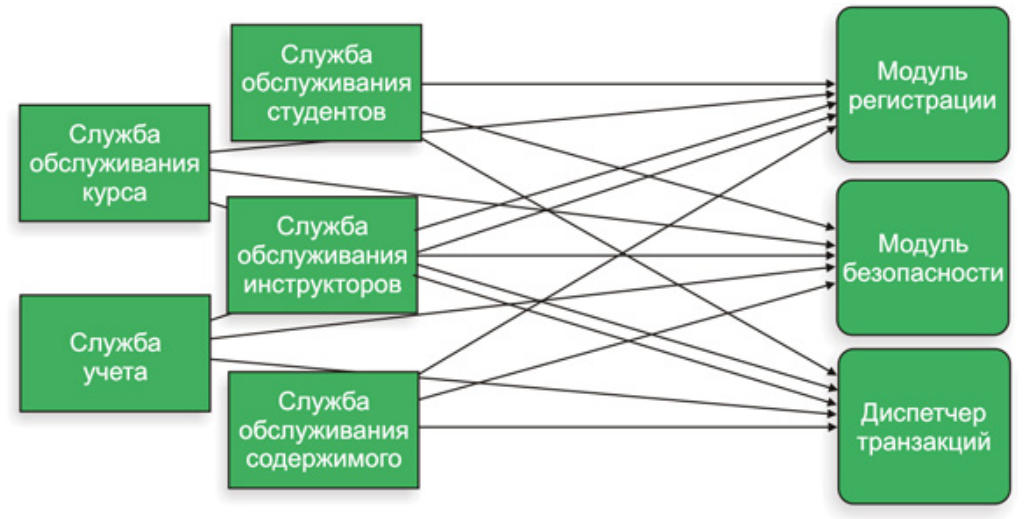 Служба
обслуживания
студентов
Служба
обслуживания
курса
Служба
обслуживания
инструкторов
Служба
учета
Служба
обслуживания
содержимого
Модуль
регистрации
Модуль
безопасности
Диспетчер
транзакций